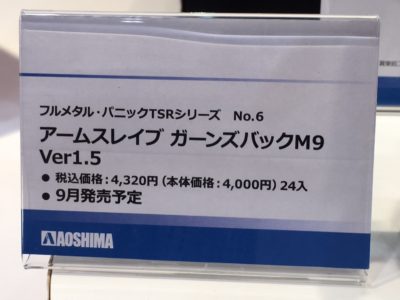 フルメタル・パニックTSRシリーズ No.6
アームスレイブ ガーンズバックM9
Ver1.5
● 税込価格：4,320円（本体価格：4,000円）24入
● 9月発売予定
AOSHIMA